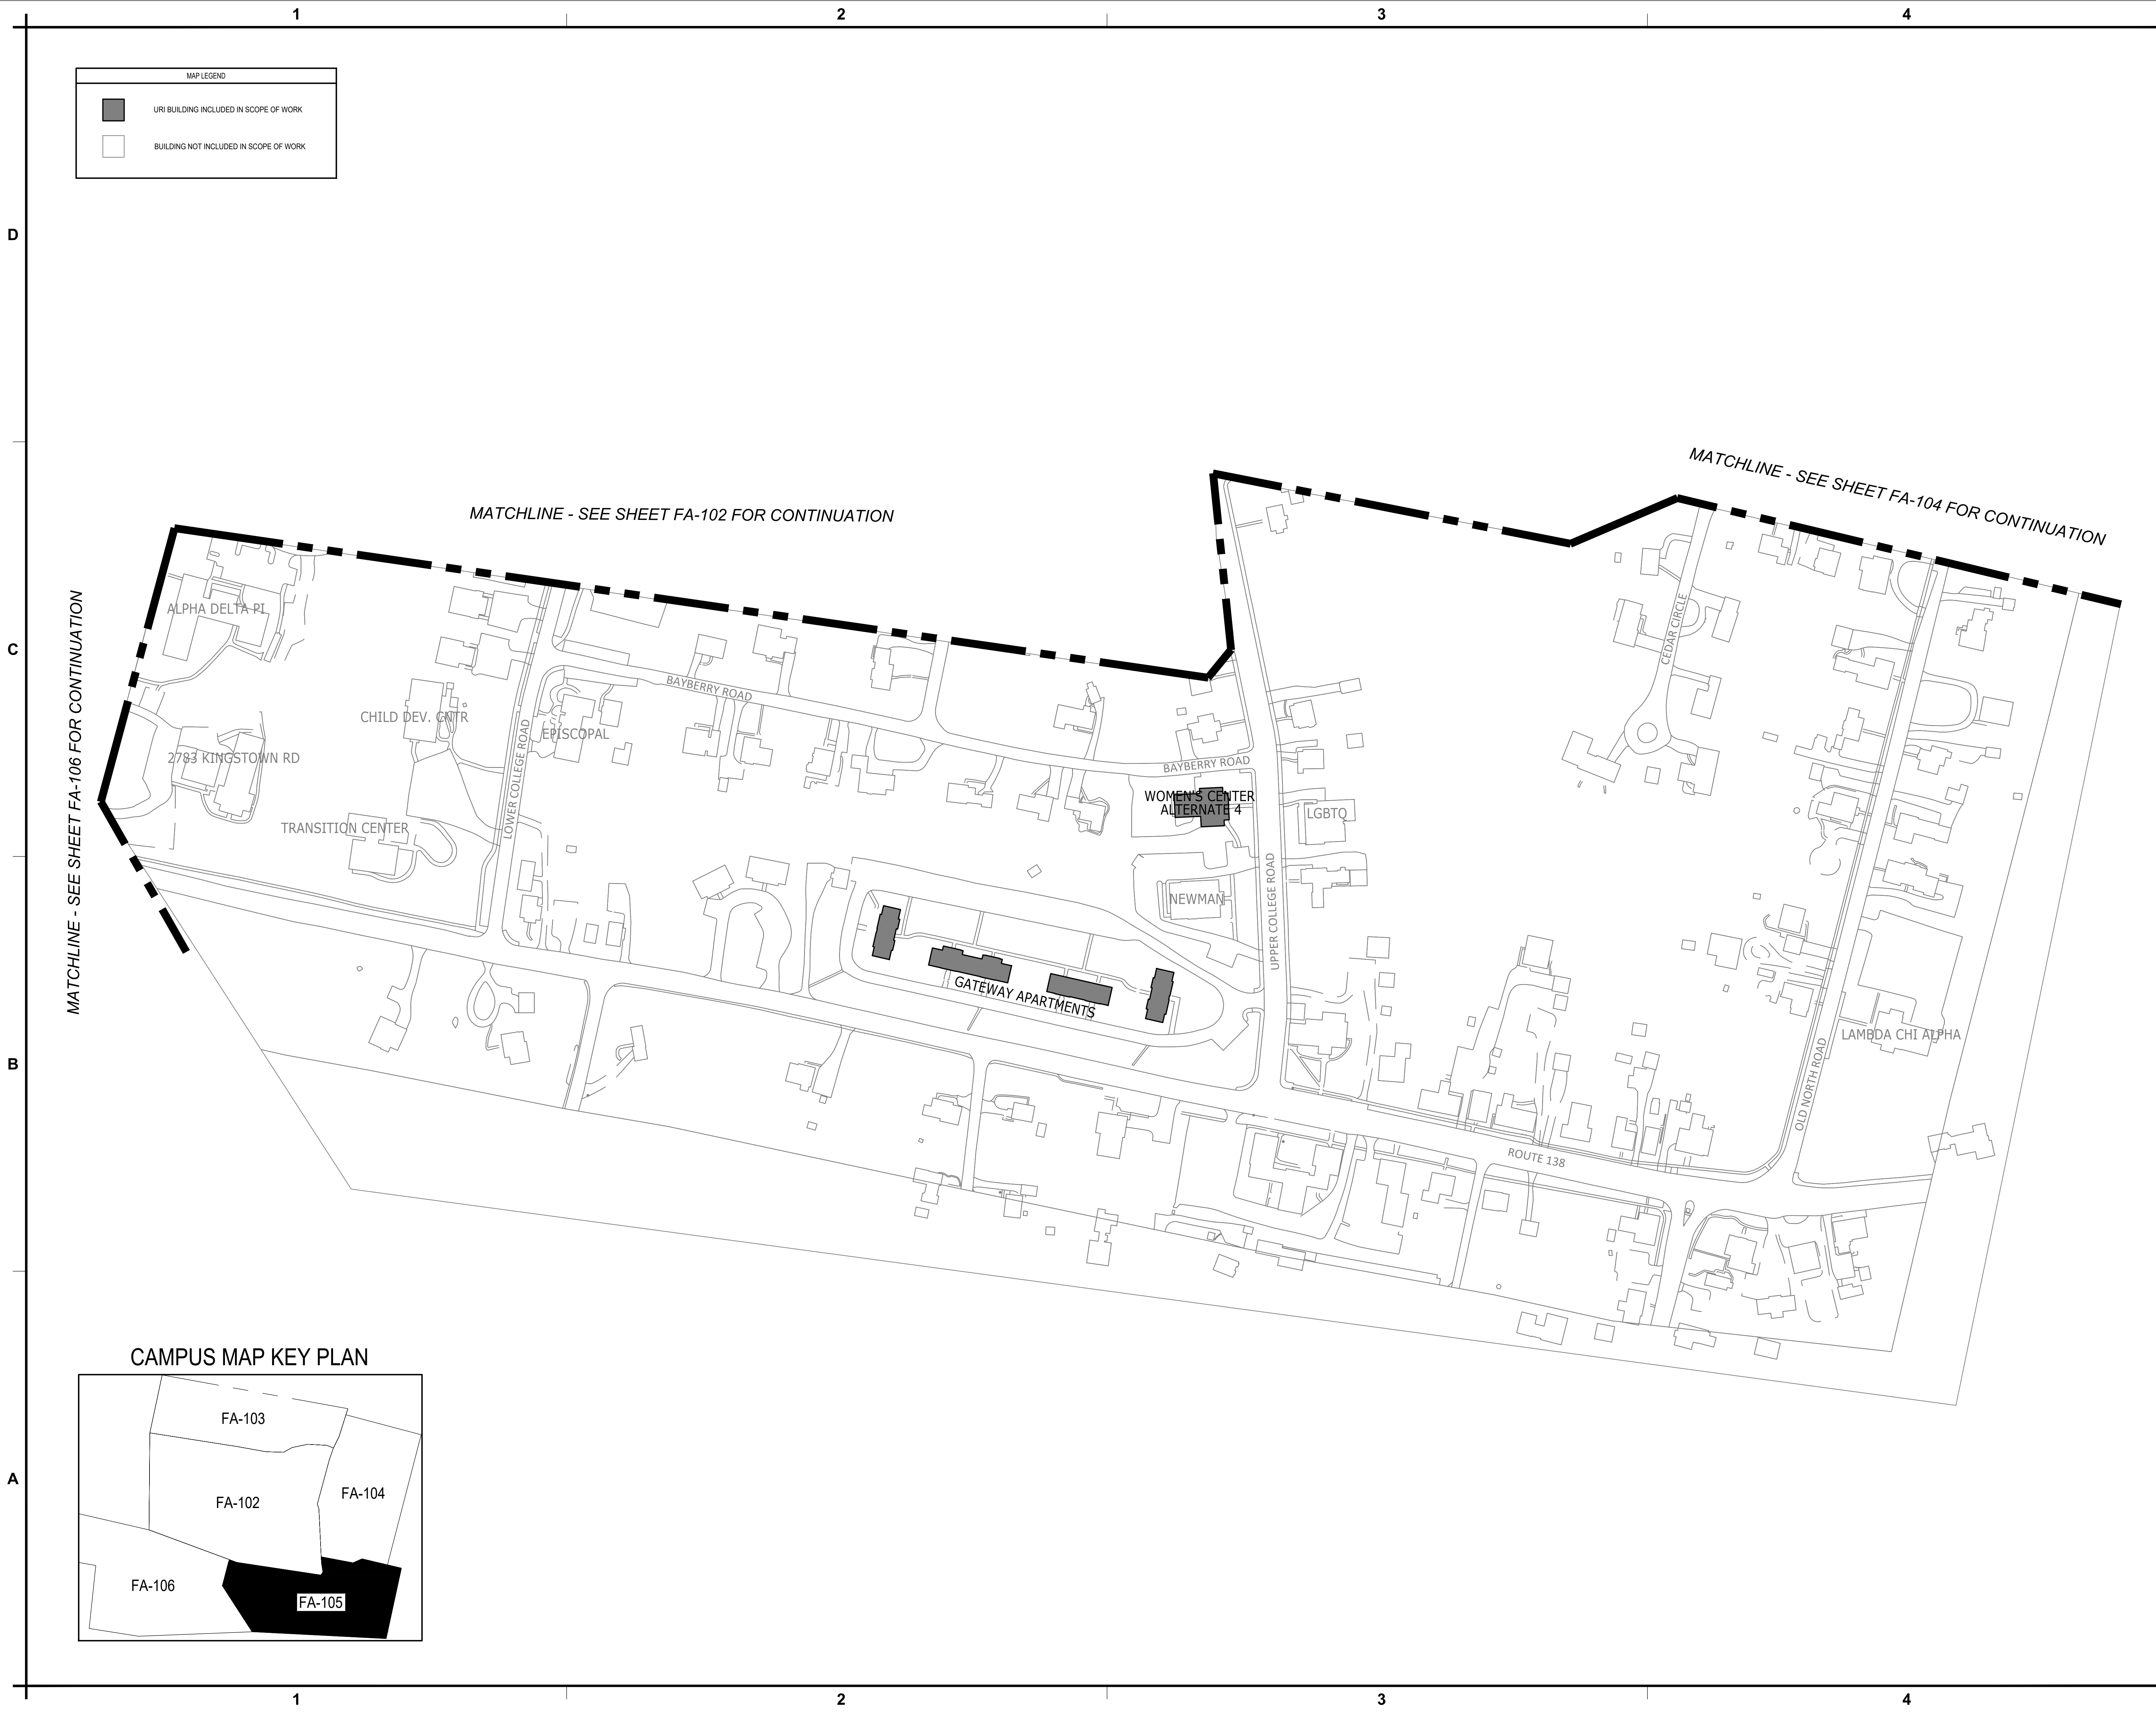 1 2 3 4
MAP LEGEND
URI BUILDING INCLUDED IN SCOPE OF WORK
BUILDING NOT INCLUDED IN SCOPE OF WORK
D
MATCHLINE - SEE SHEET FA-104 FOR CONTINUATION
MATCHLINE - SEE SHEET FA-102 FOR CONTINUATION
MATCHLINE - SEE SHEET FA-106 FOR CONTINUATION
C
ALPHA DELTA PI
CEDAR CIRCLE
BAYBERRY ROAD
CHILD DEV. CNTR
EPISCOPAL
2783 KINGSTOWN RD
LOWER COLLEGE ROAD
BAYBERRY ROAD
WOMEN'S CENTER
ALTERNATE 4
LGBTQ
TRANSITION CENTER
NEWMAN
UPPER COLLEGE ROAD
GATEWAY APARTMENTS
B
LAMBDA CHI ALPHA
OLD NORTH ROAD
ROUTE 138
CAMPUS MAP KEY PLAN
FA-103
FA-102
FA-104
FA-106
FA-105
A
1 2 3 4